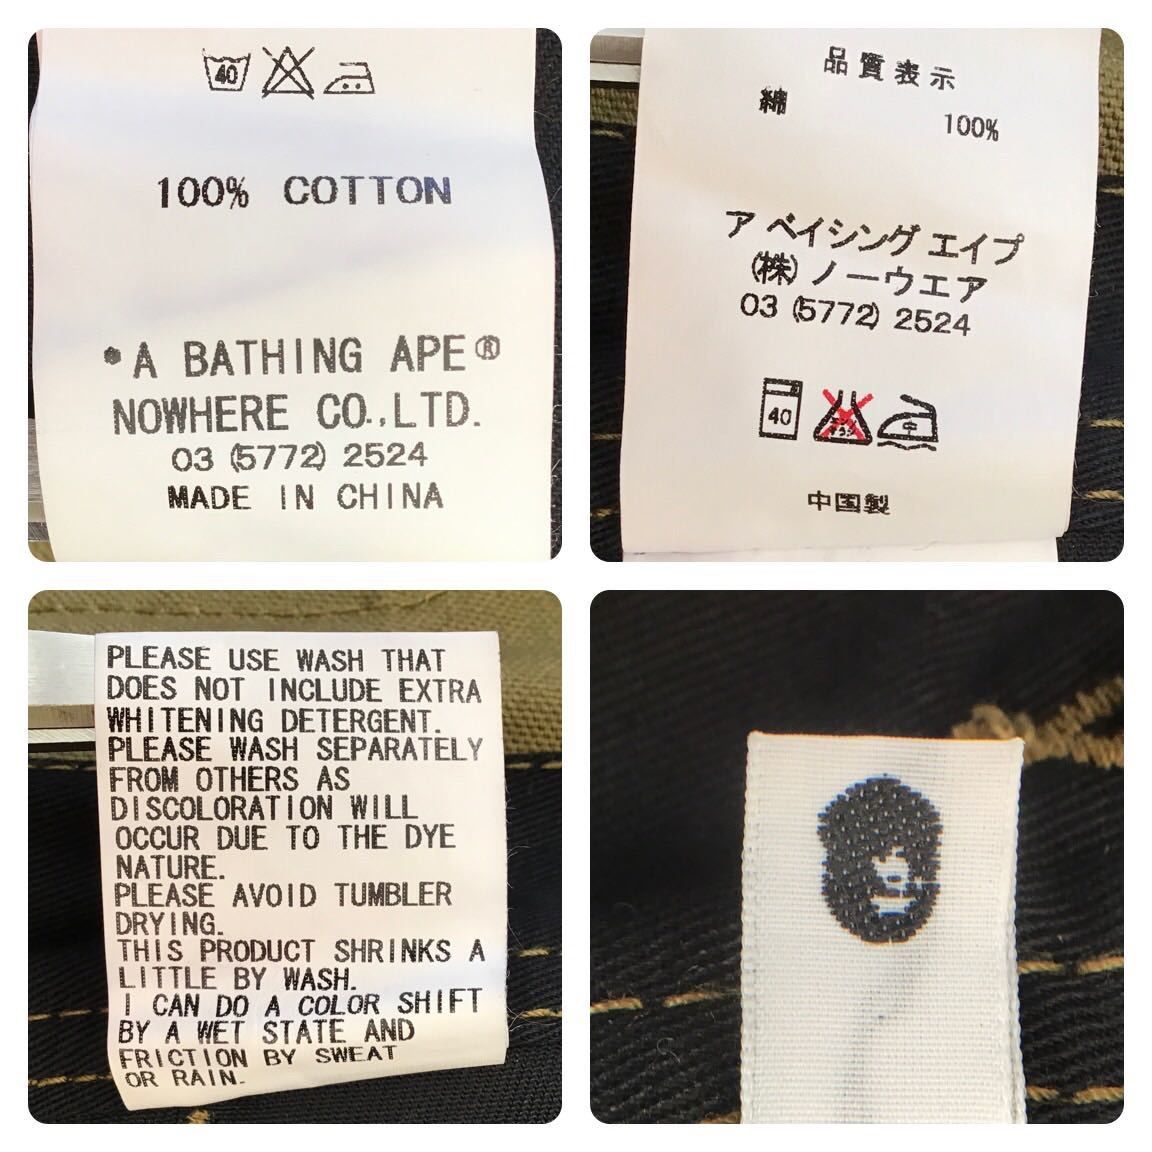 40
100% COTTON
•A BATHING APE®
NOWHERE CO.,LTD.
03 (5772) 2524
MADE IN CHINA
品質表示
綿 100%
ア ベイシング エイプ
(株) ノーウエア
03 (5772) 2524
40 中
中国製
PLEASE USE WASH THAT
DOES NOT INCLUDE EXTRA
WHITENING DETERGENT.
PLEASE WASH SEPARATELY
FROM OTHERS AS
DISCOLORATION WILL
OCCUR DUE TO THE DYE
NATURE.
PLEASE AVOID TUMBLER
DRYING.
THIS PRODUCT SHRINKS A
LITTLE BY WASH.
I CAN DO A COLOR SHIFT
BY A WET STATE AND
FRICTION BY SWEAT
OR RAIN.